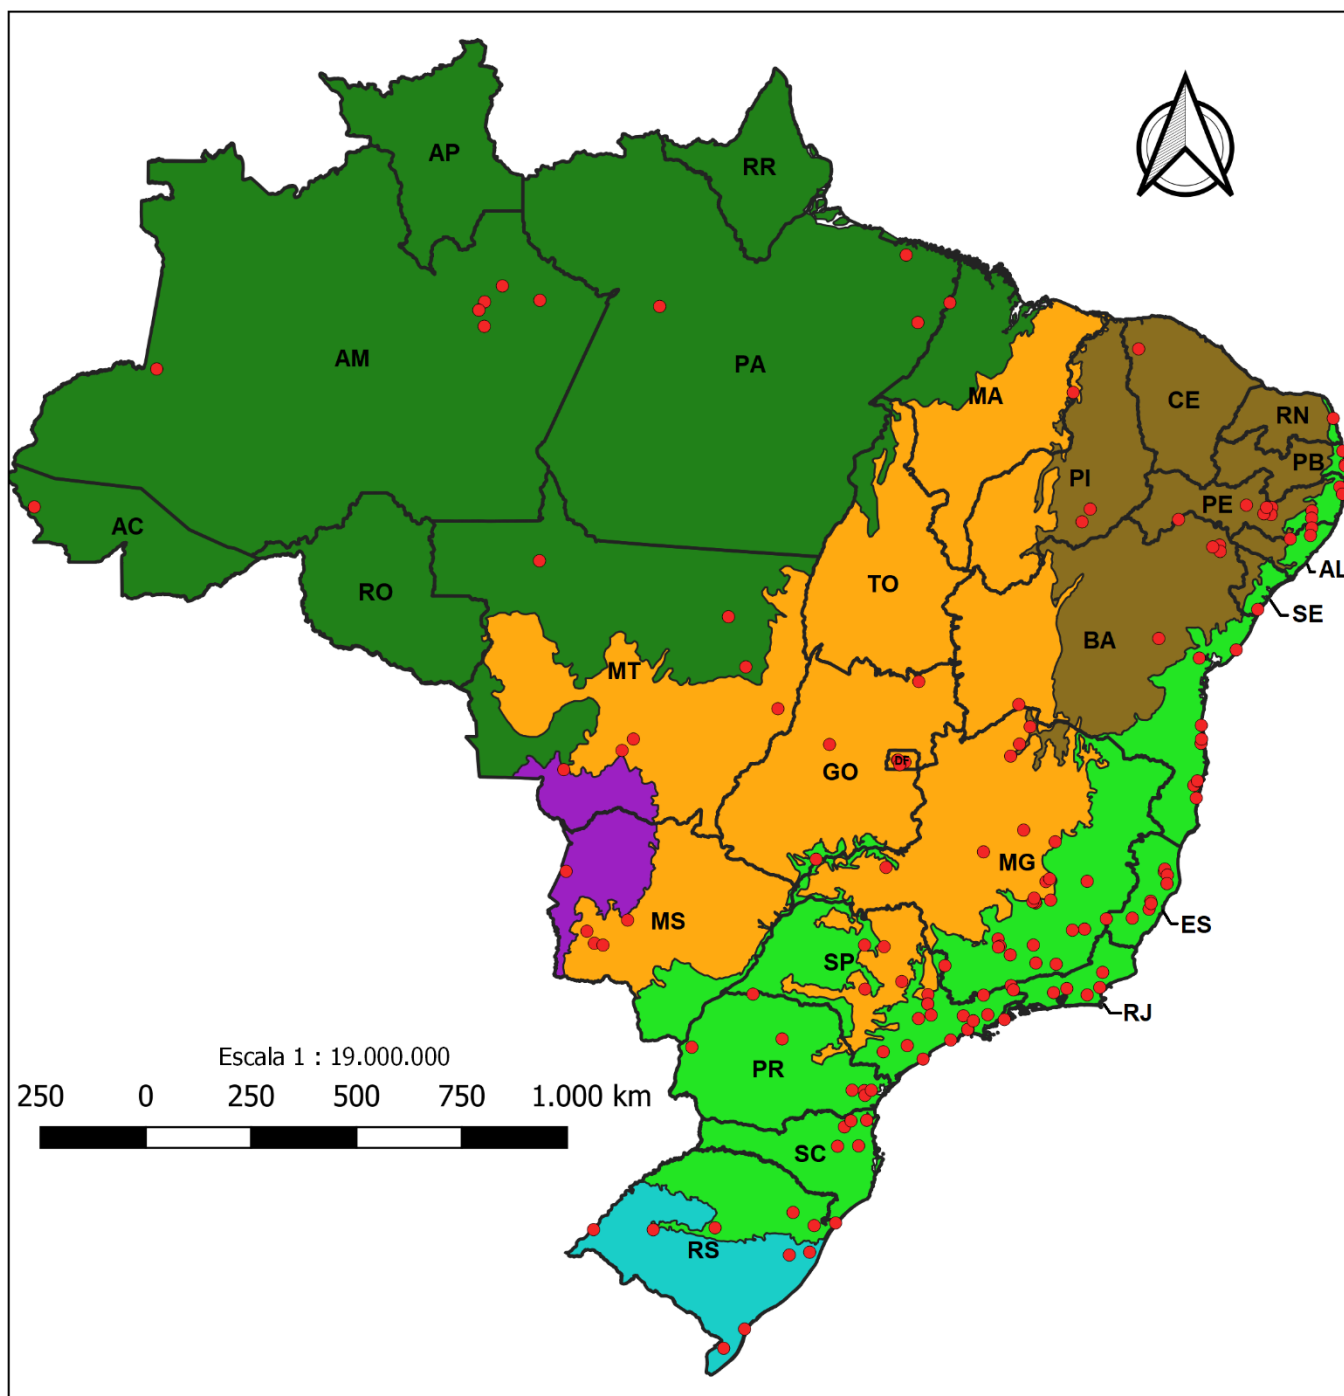 AP
RR
AM
PA
MA
CE
RN
PB
PI
PE
AC
AL
RO
TO
SE
BA
MT
GO
DF
MG
MS
ES
SP
RJ
Escala 1 : 19.000.000
PR
250 0 250 500 750 1.000 km
SC
RS